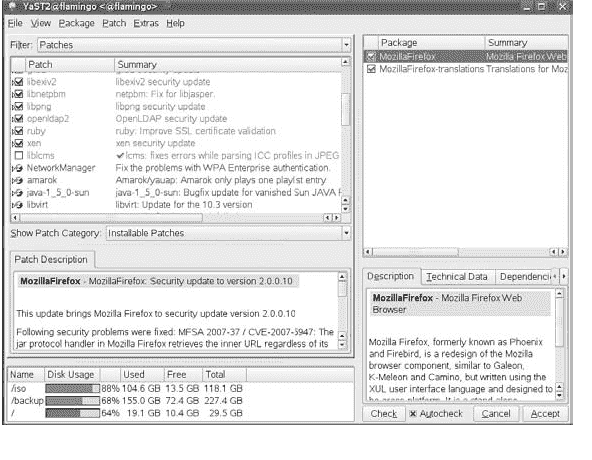 YaST2@flamingo <@flamingo>
File View Package Patch Extras Help
Filter: Patches
Patch Summary
libexiv2 libexiv2 security update
libnetpbm netpbm: Fix for libjasper.
libpng libpng security update
openldap2 OpenLDAP security update
ruby ruby: Improve SSL certificate validation
xen xen security update
liblcms lcms: fixes errors while parsing ICC profiles in JPEG
NetworkManager Fix the problems with WPA Enterprise authentication.
amarok Amarok/yauap: Amarok only plays one playlist entry
java-1_5_0-sun java-1_5_0-sun: Bugfix update for vanished Sun JAVA
libvirt libvirt: Update for the 10.3 version
Show Patch Category: Installable Patches
Patch Description
MozillaFirefox - MozillaFirefox: Security update to version 2.0.0.10
This update brings MozillaFirefox to security update version 2.0.0.10
Following security problems were fixed: MFSA 2007-37 / CVE-2007-5947: The
jar protocol handler in Mozilla Firefox retrieves the inner URL regardless of its
Name Disk Usage Used Free Total
/iso 88% 104.6 GB 13.5 GB 118.1 GB
/backup 68% 155.0 GB 72.4 GB 227.4 GB
/ 64% 19.1 GB 10.4 GB 29.5 GB
Package Summary
MozillaFirefox Mozilla Firefox Web
MozillaFirefox-translations Translations for Moz
Description Technical Data Dependenci
MozillaFirefox - Mozilla Firefox Web
Browser
Mozilla Firefox, formerly known as Phoenix
and Firebird, is a redesign of the Mozilla
browser component, similar to Galeon,
K-Meleon and Camino, but written using the
XUL user interface language and designed to
Check Autocheck Cancel Accept